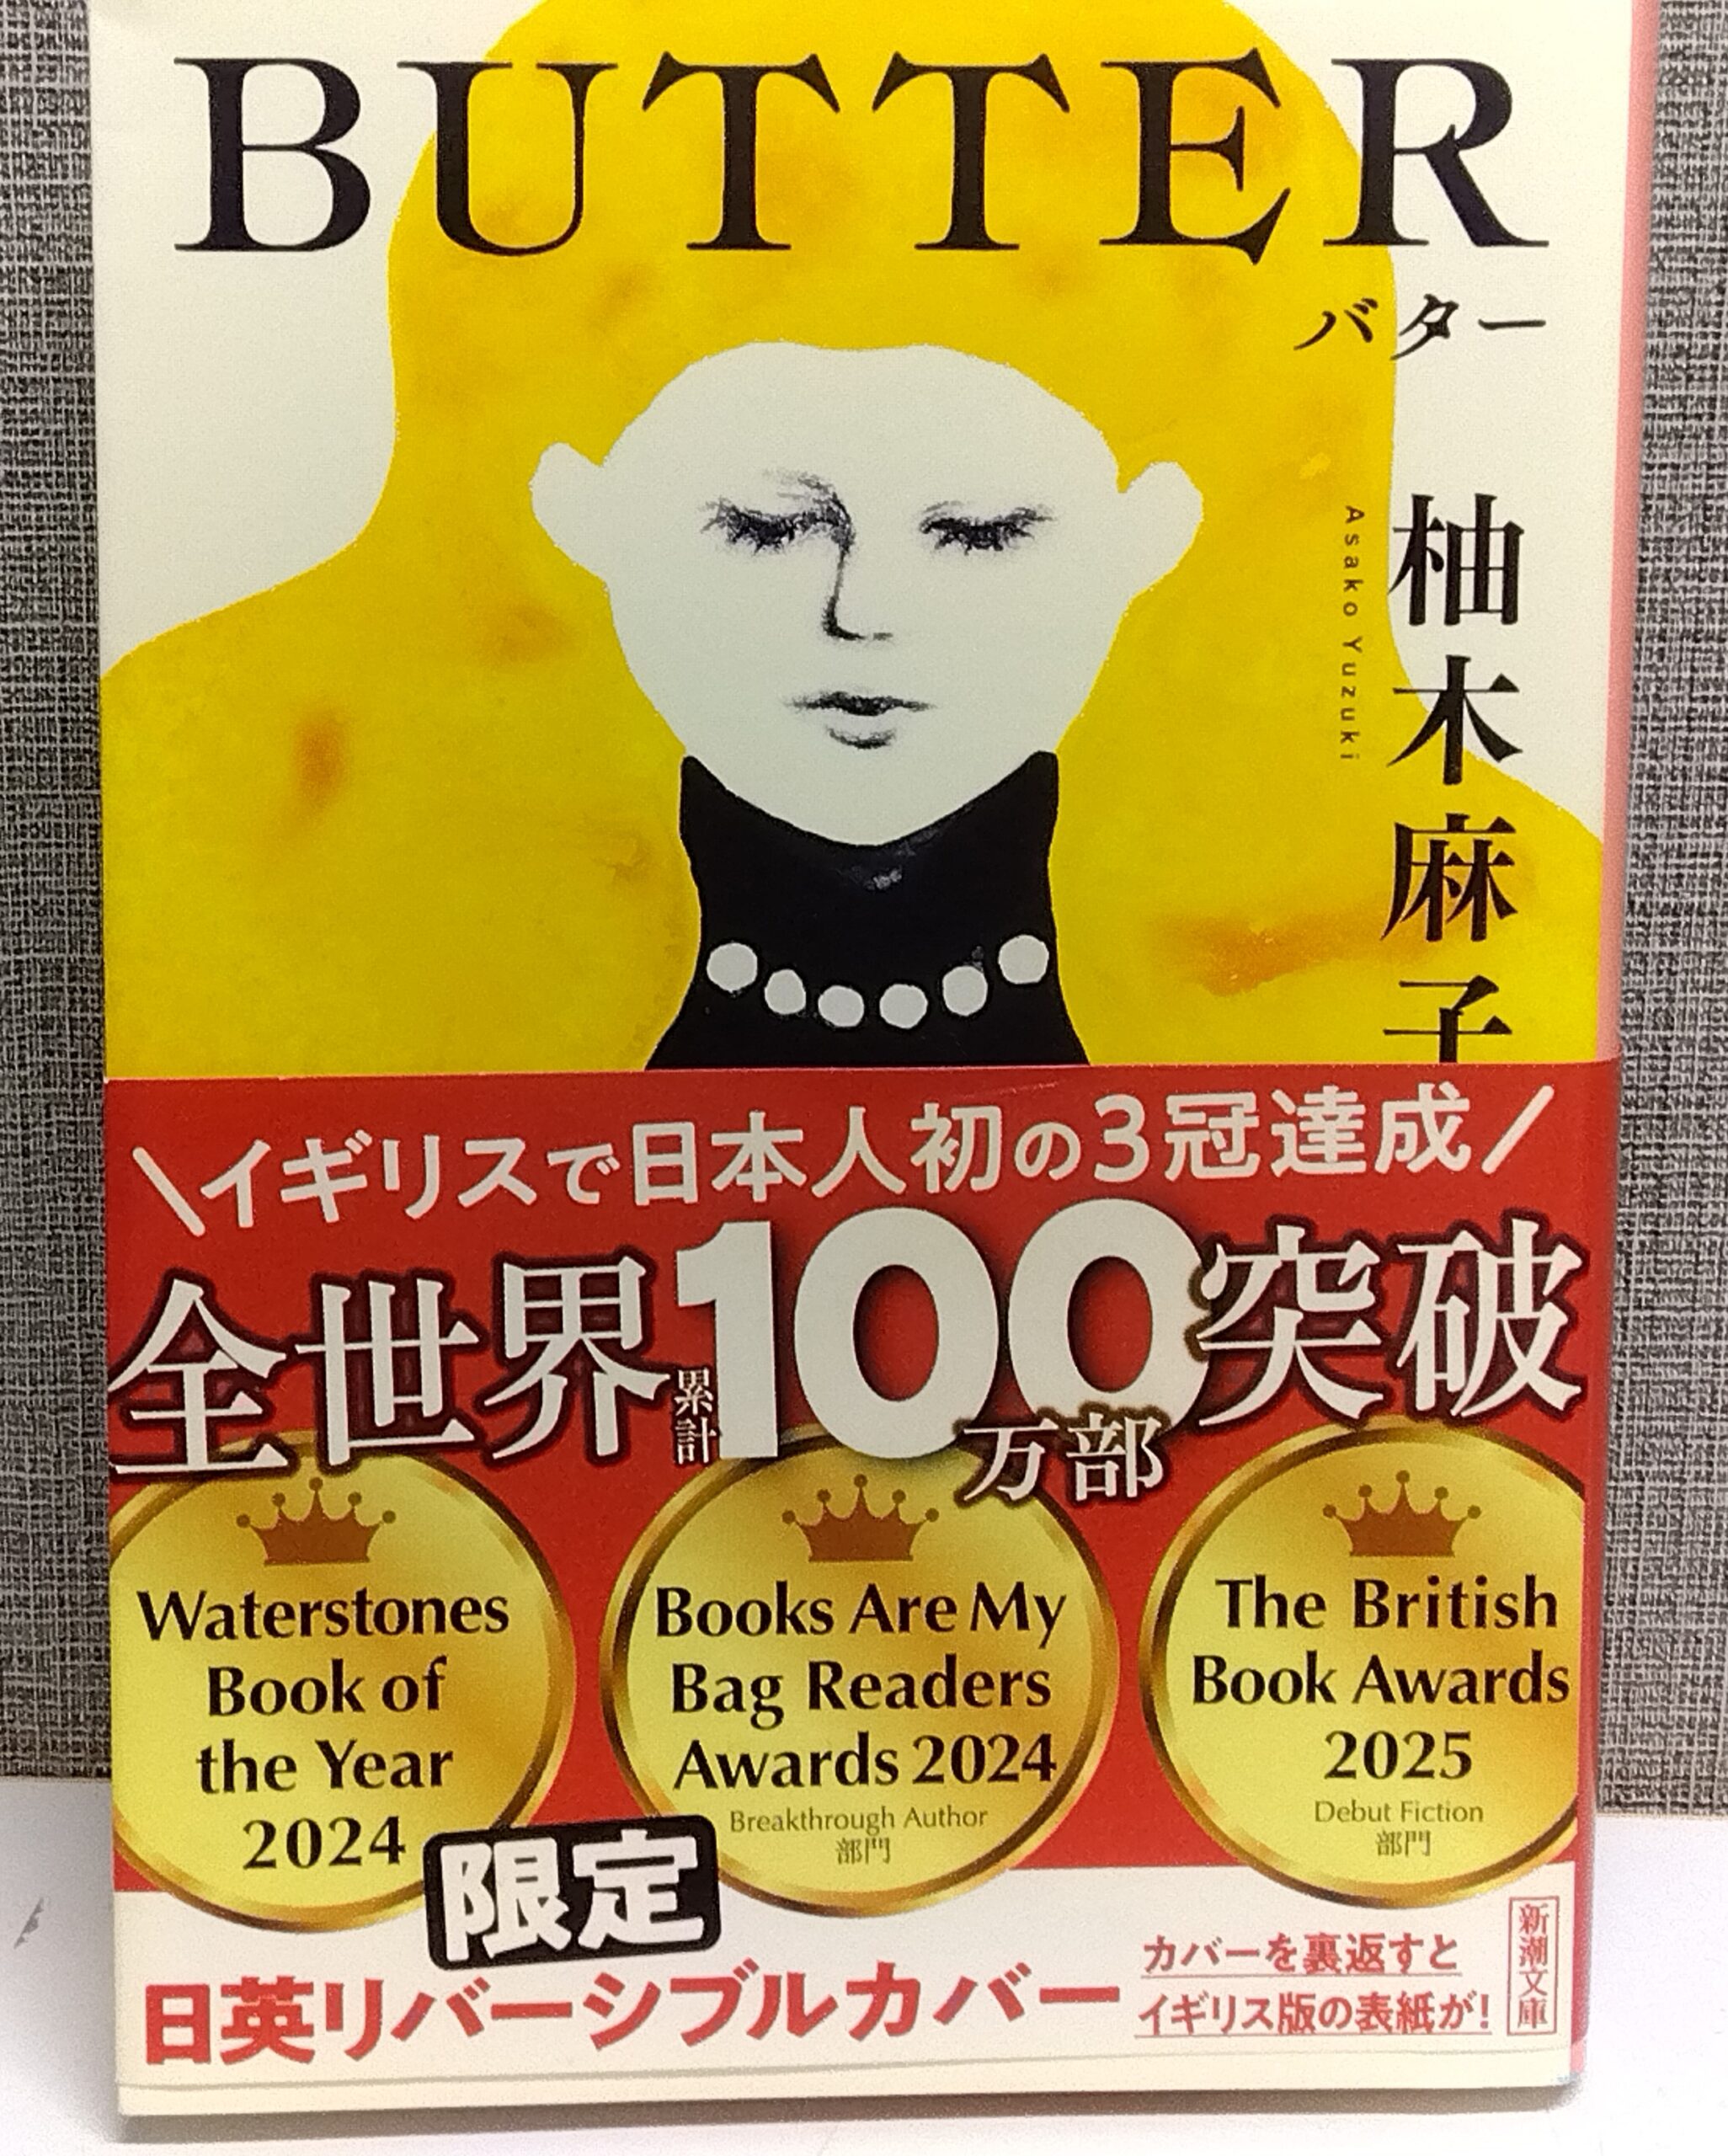 BUTTER
バター
柚木麻子
Asako Yuzuki
イギリスで日本人初の3冠達成
全世界累計100万部突破
Waterstones
Book of
the Year
2024
Books Are My
Bag Readers
Awards 2024
Breakthrough Author
部門
The British
Book Awards
2025
Debut Fiction
部門
限定
日英リバーシブルカバー
カバーを裏返すと
イギリス版の表紙が!
新潮文庫